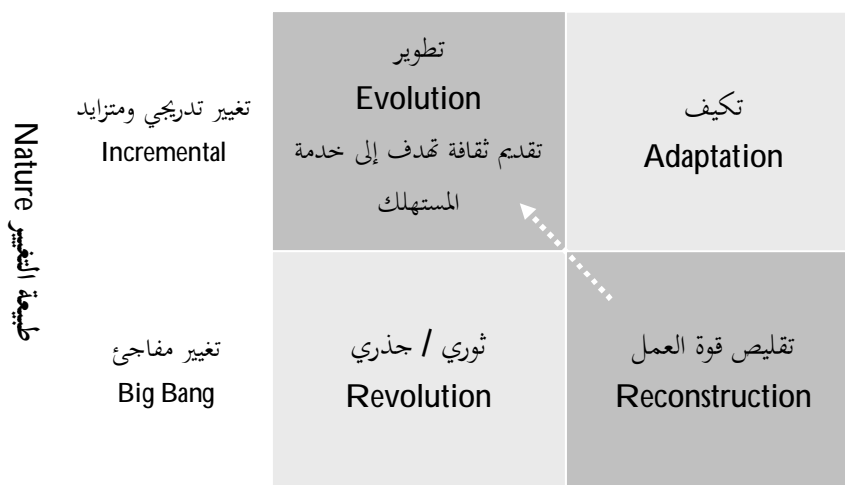 طبيعة التغيير Nature
تغيير تدريجي ومتزايد
Incremental
تطوير
Evolution
تقديم ثقافة تهدف إلى خدمة
المستهلك
تكيف
Adaptation
تغيير مفاجئ
Big Bang
ثوري / جذري
Revolution
تقليص قوة العمل
Reconstruction